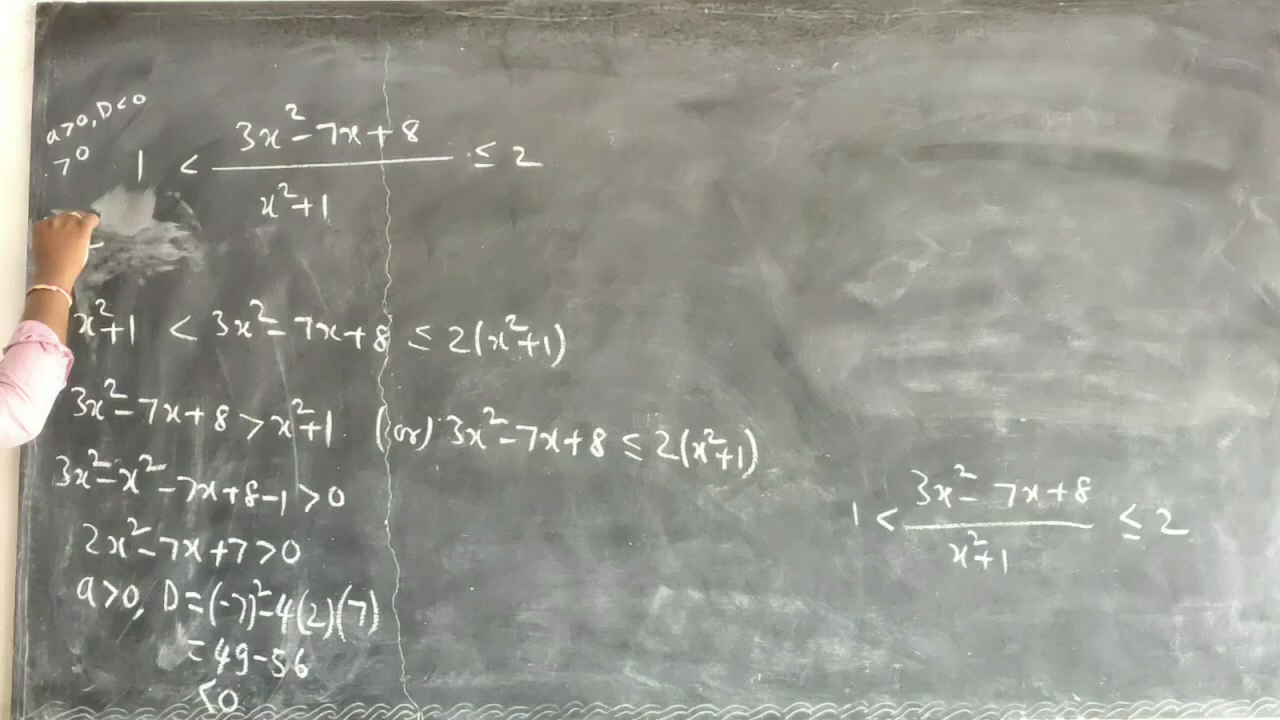 a>0, D<0
>0
1 < (3x²-7x+8)/(x²+1) ≤ 2
x²+1 < 3x²-7x+8 ≤ 2(x²+1)
3x²-7x+8 > x²+1 (or) 3x²-7x+8 ≤ 2(x²+1)
3x²-x²-7x+8-1>0
2x²-7x+7>0
a>0, D=(-7)²-4(2)(7)
=49-56
<0
1 < (3x²-7x+8)/(x²+1) ≤ 2